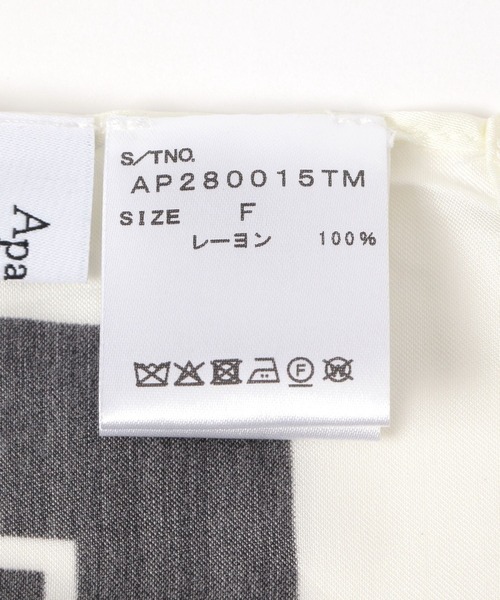 S/TNO.
AP280015TM
SIZE F
レーヨン 100%
F
W
Apa